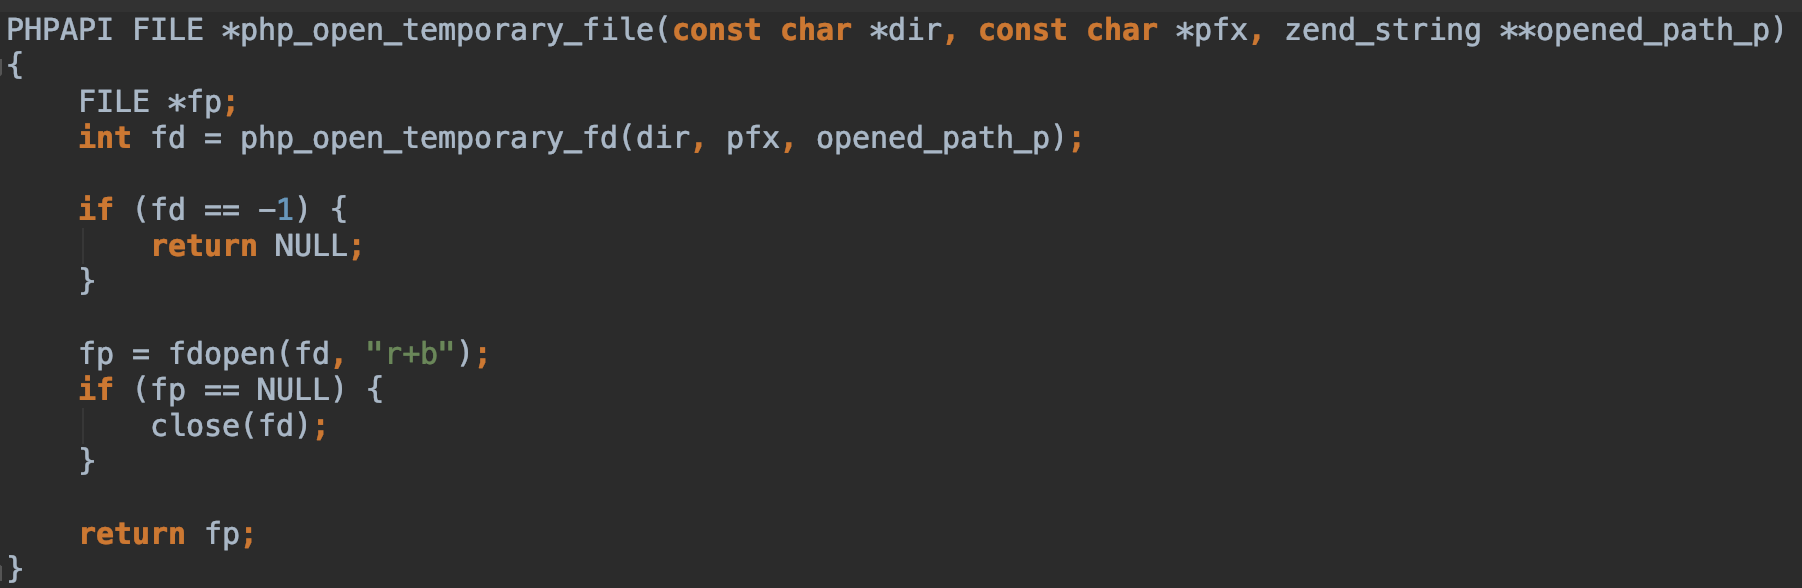 PHPAPI FILE *php_open_temporary_file(const char *dir, const char *pfx, zend_string **opened_path_p)
{
    FILE *fp;
    int fd = php_open_temporary_fd(dir, pfx, opened_path_p);

    if (fd == -1) {
        return NULL;
    }

    fp = fdopen(fd, "r+b");
    if (fp == NULL) {
        close(fd);
    }

    return fp;
}